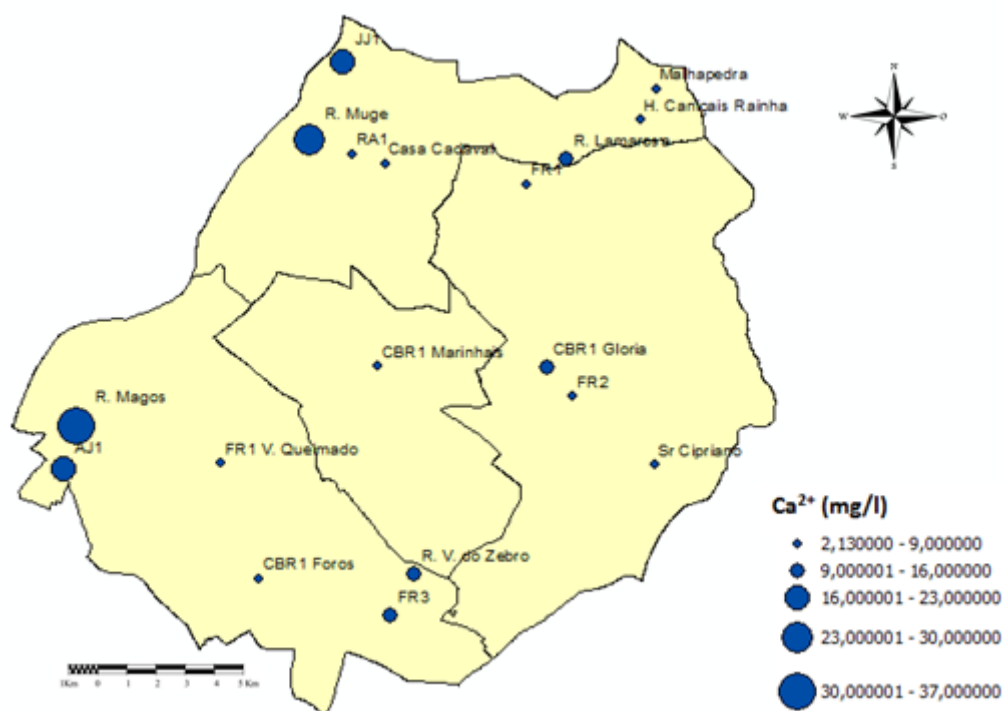 JJ1
Malhapedra
N
H. Caniçais Rainha
R. Muge
W
O
RA1
Casa Cadaval
R. Lamarosa
S
FR1
CBR1 Marinhais
CBR1 Gloria
FR2
R. Magos
AJ1
FR1 V. Queimado
Sr Cipriano
Ca²⁺ (mg/l)
2,130000 - 9,000000
9,000001 - 16,000000
16,000001 - 23,000000
23,000001 - 30,000000
30,000001 - 37,000000
R. V. do Zebro
CBR1 Foros
FR3
1Km 0 1 2 3 4 5 Km